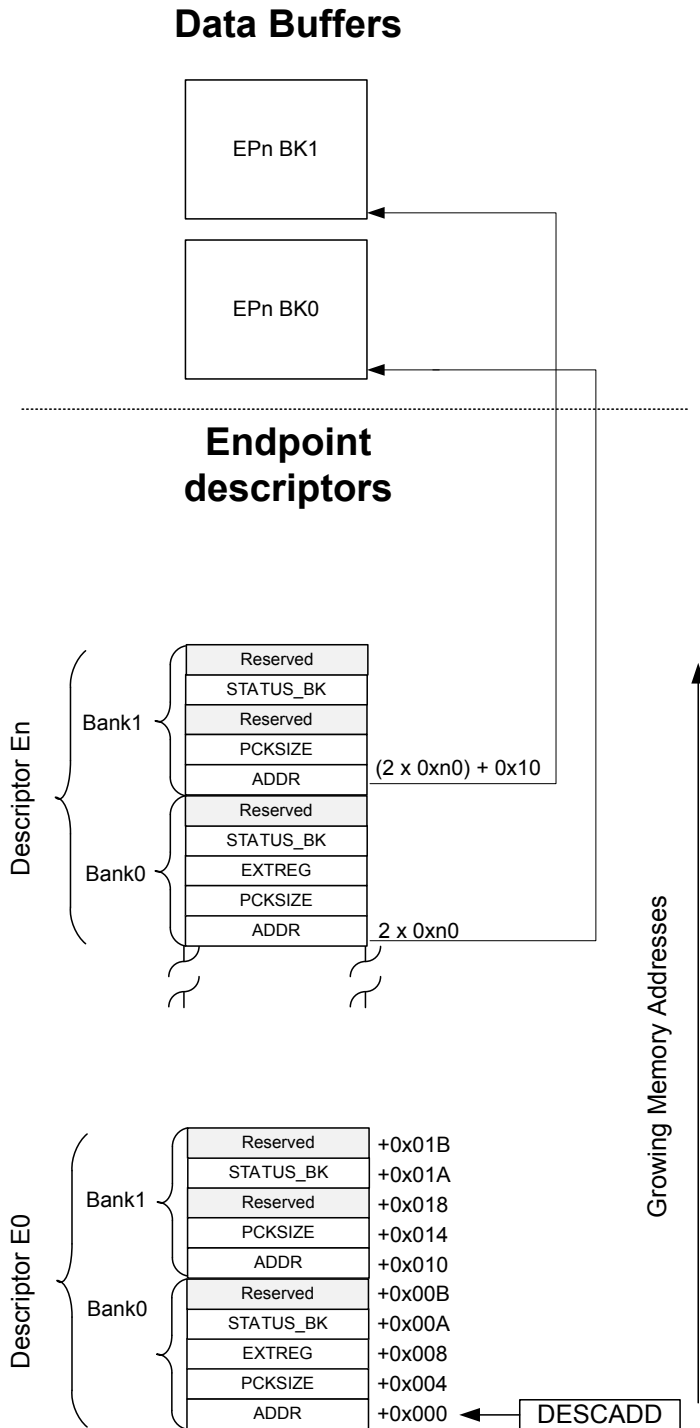 Data Buffers
EPn BK1
EPn BK0
Endpoint
descriptors
Descriptor En
Bank1
Reserved
STATUS_BK
Reserved
PCKSIZE
ADDR
(2 x 0xn0) + 0x10
Bank0
Reserved
STATUS_BK
EXTREG
PCKSIZE
ADDR
2 x 0xn0
Growing Memory Addresses
Descriptor E0
Bank1
Reserved +0x01B
STATUS_BK +0x01A
Reserved +0x018
PCKSIZE +0x014
ADDR +0x010
Bank0
Reserved +0x00B
STATUS_BK +0x00A
EXTREG +0x008
PCKSIZE +0x004
ADDR +0x000
DESCADD